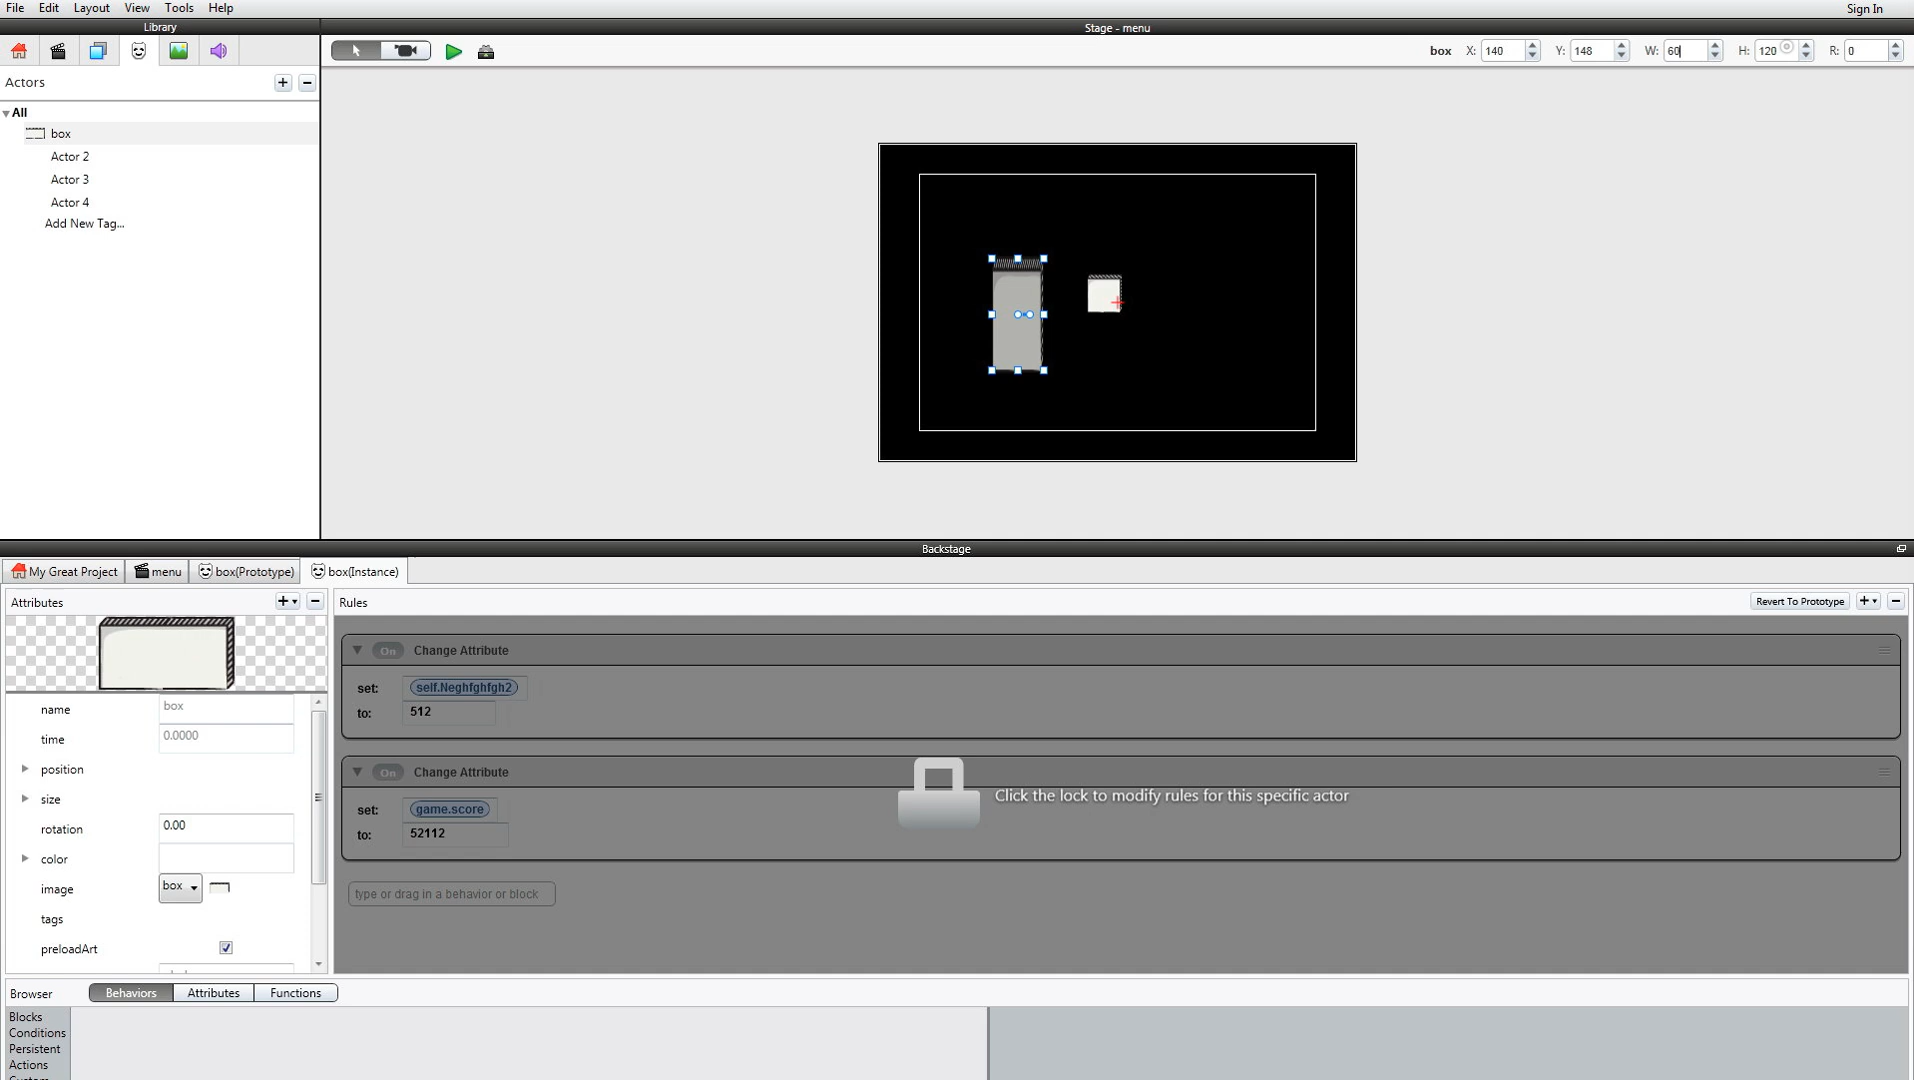 File Edit Layout View Tools Help Sign In
Library Stage - menu
box X: 140 Y: 148 W: 60 H: 120 R: 0
Actors
All
box
Actor 2
Actor 3
Actor 4
Add New Tag...
Backstage
My Great Project menu box(Prototype) box(Instance)
Attributes
Rules Revert To Prototype
name box
time 0.0000
position
size
rotation 0.00
color
image box
tags
preloadArt
On Change Attribute
set: self.Neghfghfgh2
to: 512
On Change Attribute
set: game.score
to: 52112
Click the lock to modify rules for this specific actor
type or drag in a behavior or block
Browser Behaviors Attributes Functions
Blocks
Conditions
Persistent
Actions